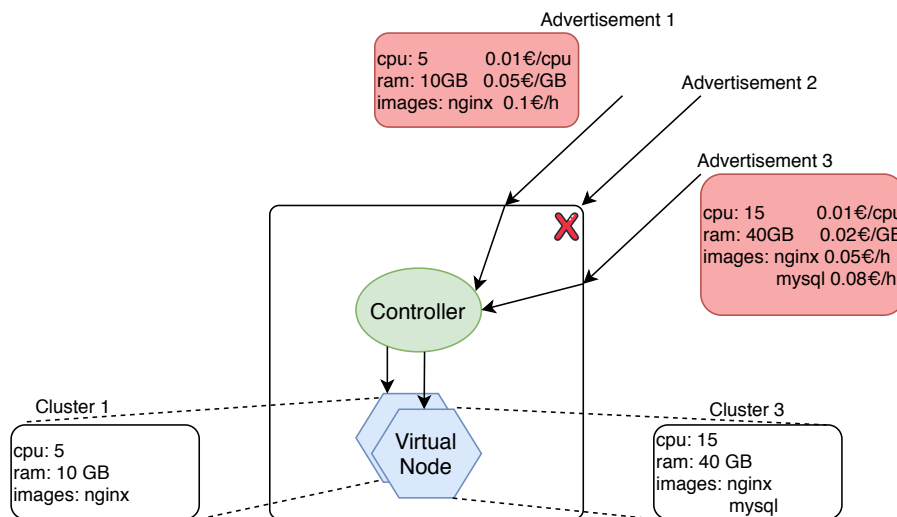 Advertisement 1
cpu: 5 0.01€/cpu
ram: 10GB 0.05€/GB
images: nginx 0.1€/h
Advertisement 2
Advertisement 3
cpu: 15 0.01€/cpu
ram: 40GB 0.02€/GB
images: nginx 0.05€/h
mysql 0.08€/h
Controller
Virtual
Node
Cluster 1
cpu: 5
ram: 10 GB
images: nginx
Cluster 3
cpu: 15
ram: 40 GB
images: nginx
mysql